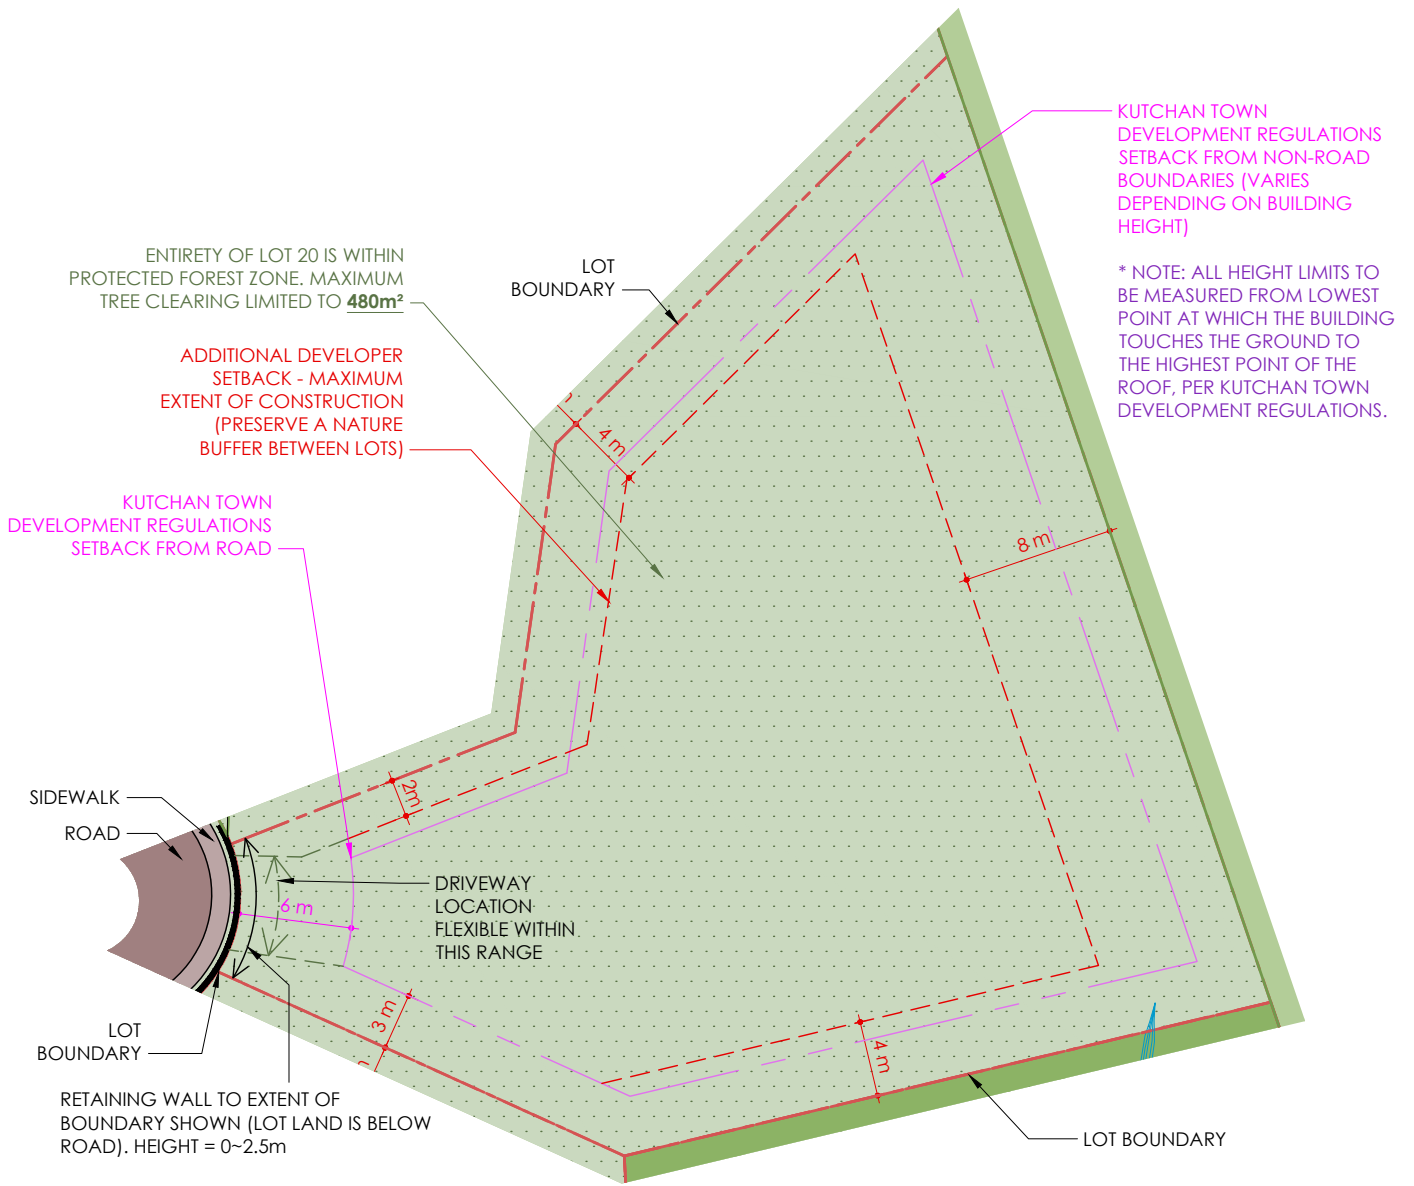 KUTCHAN TOWN
DEVELOPMENT REGULATIONS
SETBACK FROM NON-ROAD
BOUNDARIES (VARIES
DEPENDING ON BUILDING
HEIGHT)
* NOTE: ALL HEIGHT LIMITS TO
BE MEASURED FROM LOWEST
POINT AT WHICH THE BUILDING
TOUCHES THE GROUND TO
THE HIGHEST POINT OF THE
ROOF, PER KUTCHAN TOWN
DEVELOPMENT REGULATIONS.
ENTIRETY OF LOT 20 IS WITHIN
PROTECTED FOREST ZONE. MAXIMUM
TREE CLEARING LIMITED TO 480m²
LOT
BOUNDARY
ADDITIONAL DEVELOPER
SETBACK - MAXIMUM
EXTENT OF CONSTRUCTION
(PRESERVE A NATURE
BUFFER BETWEEN LOTS)
4 m
KUTCHAN TOWN
DEVELOPMENT REGULATIONS
SETBACK FROM ROAD
8 m
2m
SIDEWALK
ROAD
6 m
DRIVEWAY
LOCATION
FLEXIBLE WITHIN
THIS RANGE
3 m
4 m
LOT
BOUNDARY
RETAINING WALL TO EXTENT OF
BOUNDARY SHOWN (LOT LAND IS BELOW
ROAD). HEIGHT = 0~2.5m
LOT BOUNDARY